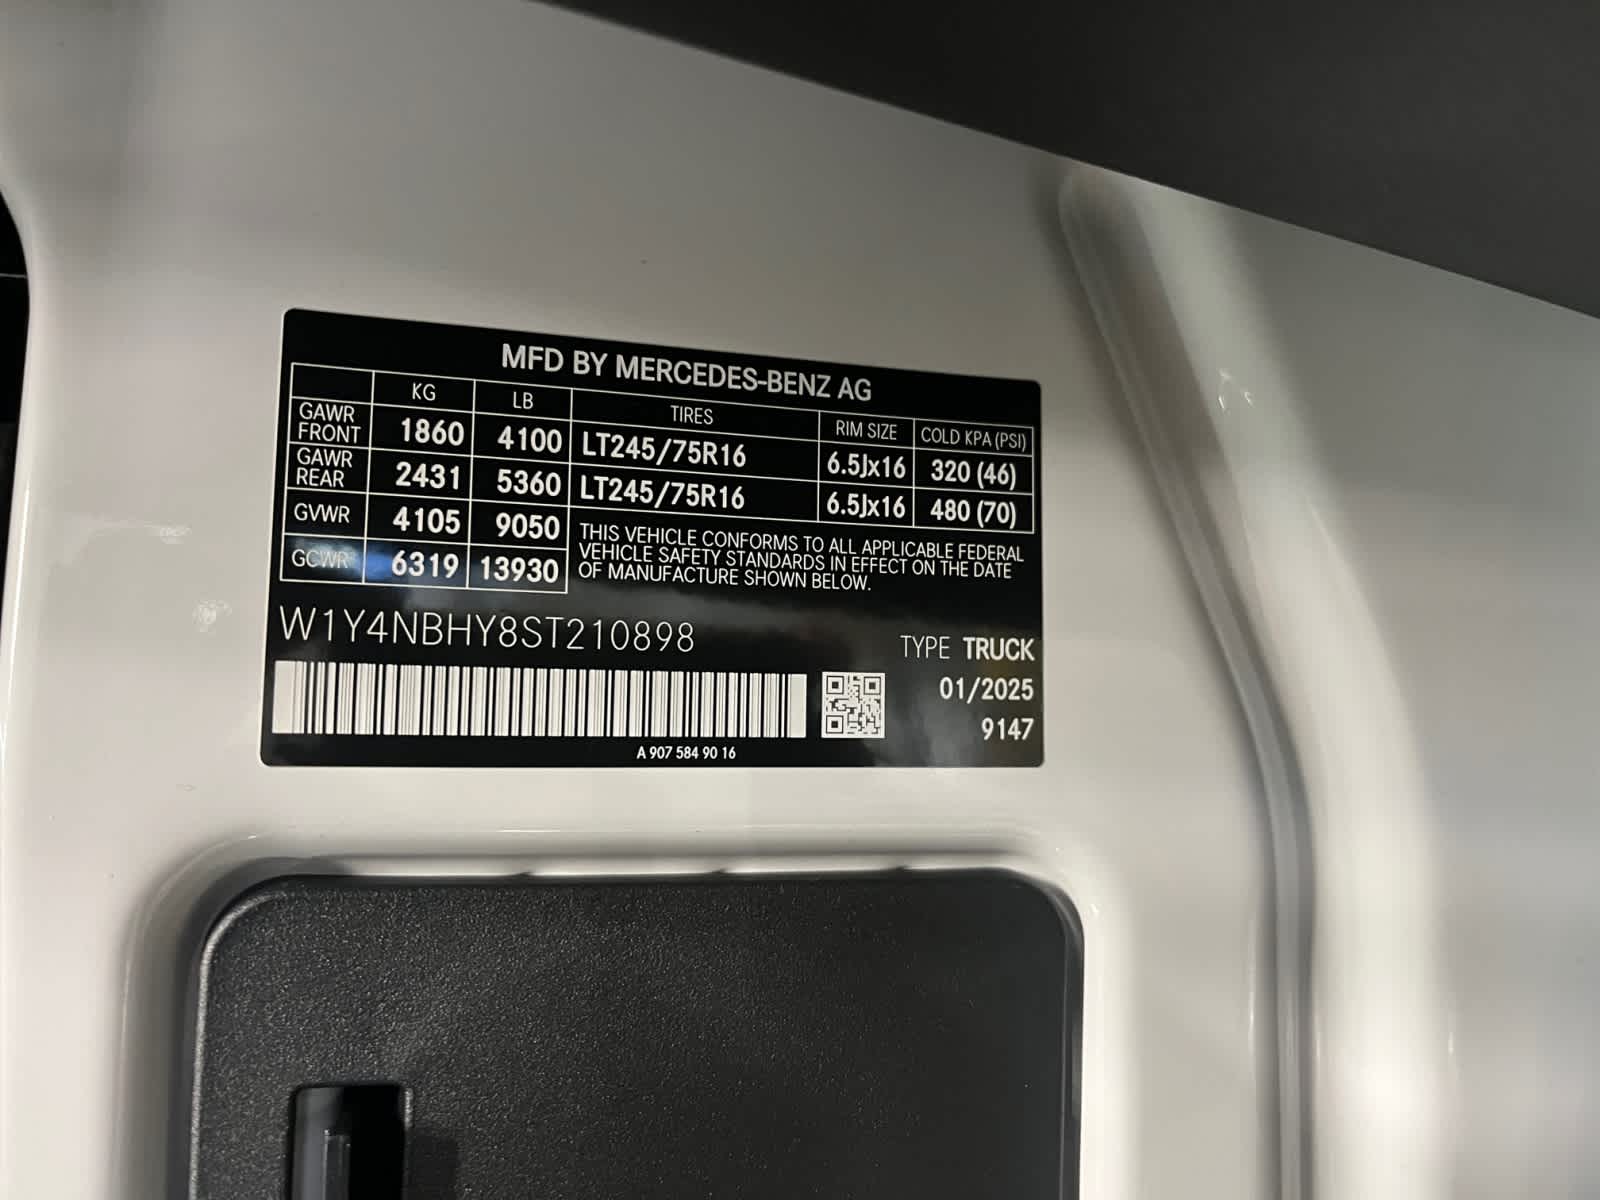 MFD BY MERCEDES-BENZ AG
KG LB TIRES RIM SIZE COLD KPA (PSI)
GAWR FRONT 1860 4100 LT245/75R16 6.5Jx16 320 (46)
GAWR REAR 2431 5360 LT245/75R16 6.5Jx16 480 (70)
GVWR 4105 9050
GCWR 6319 13930
THIS VEHICLE CONFORMS TO ALL APPLICABLE FEDERAL
VEHICLE SAFETY STANDARDS IN EFFECT ON THE DATE
OF MANUFACTURE SHOWN BELOW.
W1Y4NBHY8ST210898
TYPE TRUCK
01/2025
9147
A 907 584 90 16